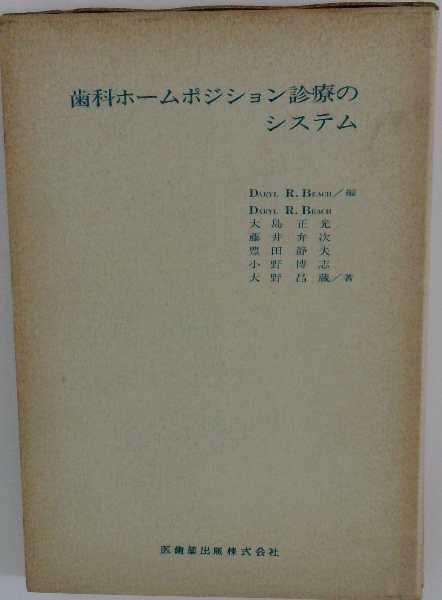 歯科ホームポジション診療の
システム
DARYL R. BEACH／編
DARYL R. BEACH
大島正光
藤井弁次
豊田静夫
小野博志
大野昌蔵／著
医歯薬出版株式会社